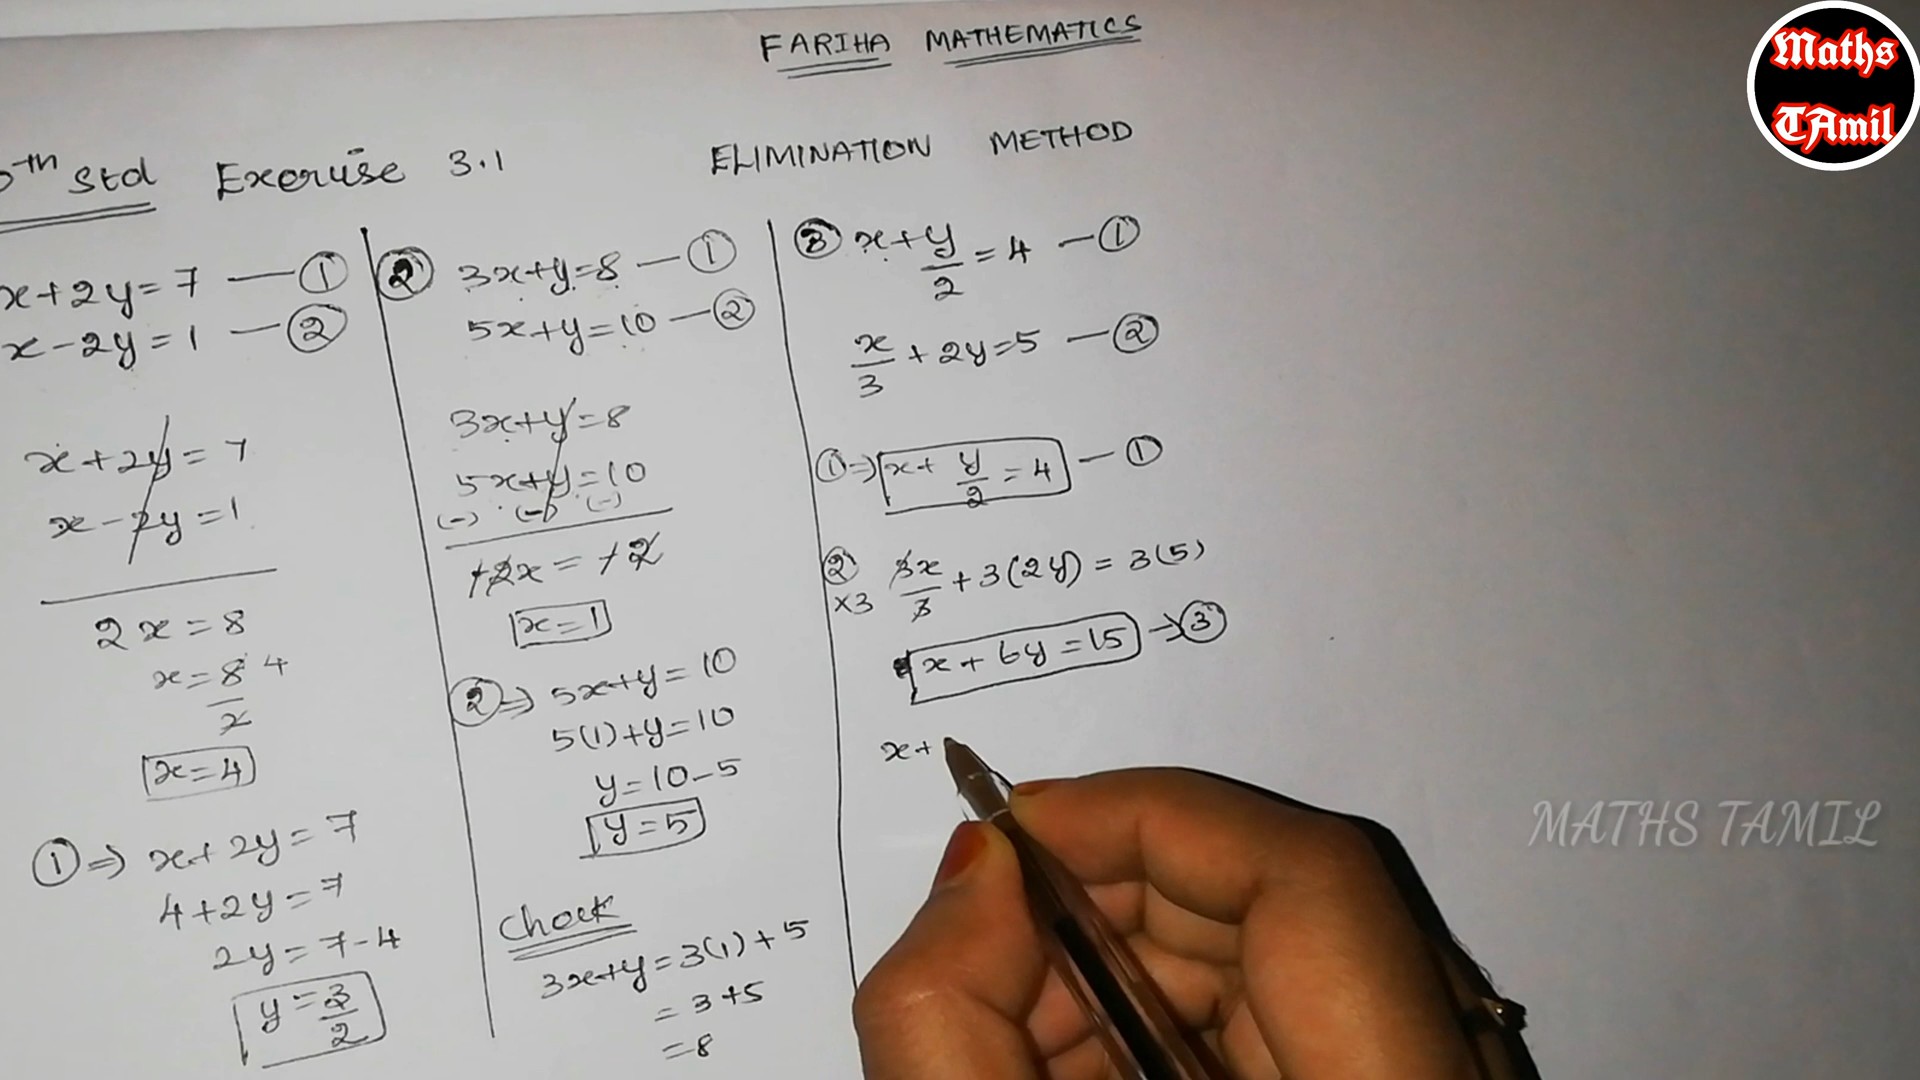 FARIHA MATHEMATICS
Maths
TAmil
th Std Exercise 3.1 ELIMINATION METHOD
x+2y=7 — ①
x-2y=1 — ②
x+2y=7
x-2y=1
2x=8
x=8/2 4
x=4
①⇒ x+2y=7
4+2y=7
2y=7-4
y=3/2
② 3x+y=8 — ①
5x+y=10 — ②
3x+y=8
5x+y=10
(-) (-) (-)
+2x=+2
x=1
②⇒ 5x+y=10
5(1)+y=10
y=10-5
y=5
Check
3x+y=3(1)+5
=3+5
=8
③ x+y/2=4 — ①
x/3+2y=5 — ②
①⇒ x+y/2=4 — ①
② ×3 3x/3+3(2y)=3(5)
x+6y=15 → ③
x+
MATHS TAMIL